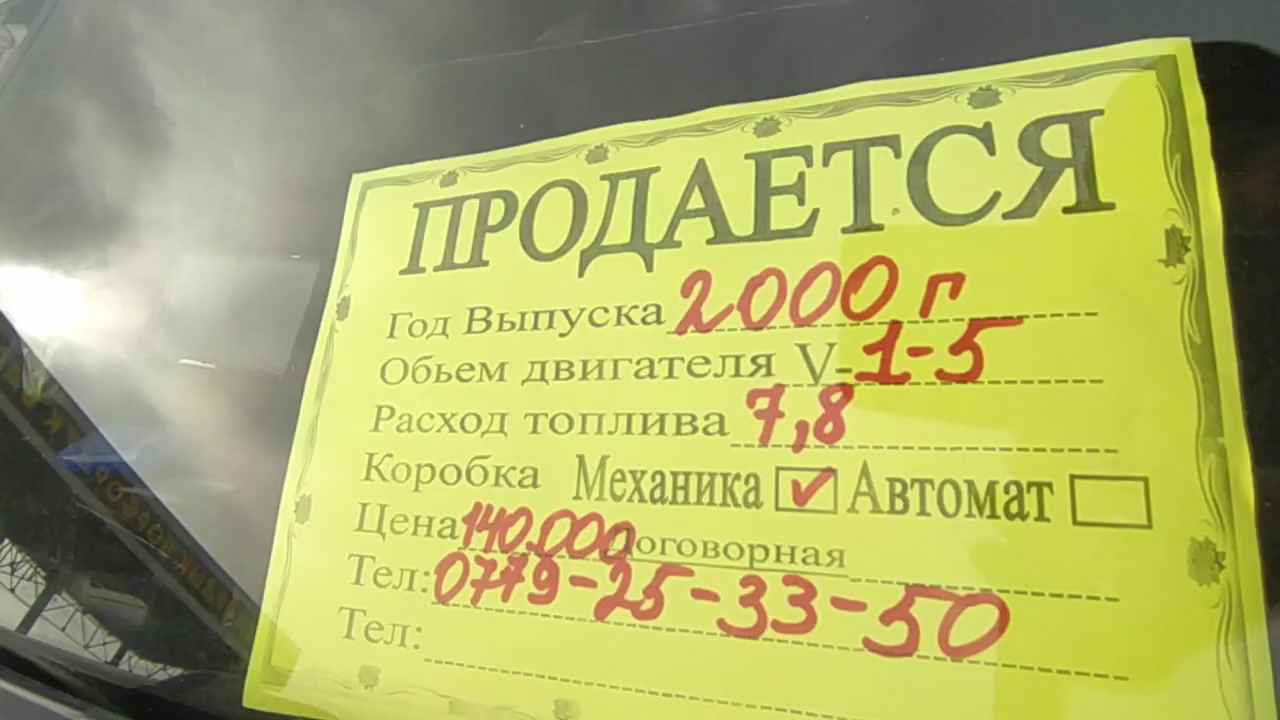 ПРОДАЕТСЯ
Год Выпуска 2000 г
Обьем двигателя V-1-5
Расход топлива 7,8
Коробка Механика ✓ Автомат
Цена 140.000 Договорная
Тел: 0779-25-33-50
Тел: